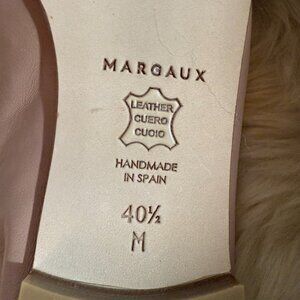 MARGAUX
LEATHER
CUERO
CUOIO
HANDMADE
IN SPAIN
40½
M